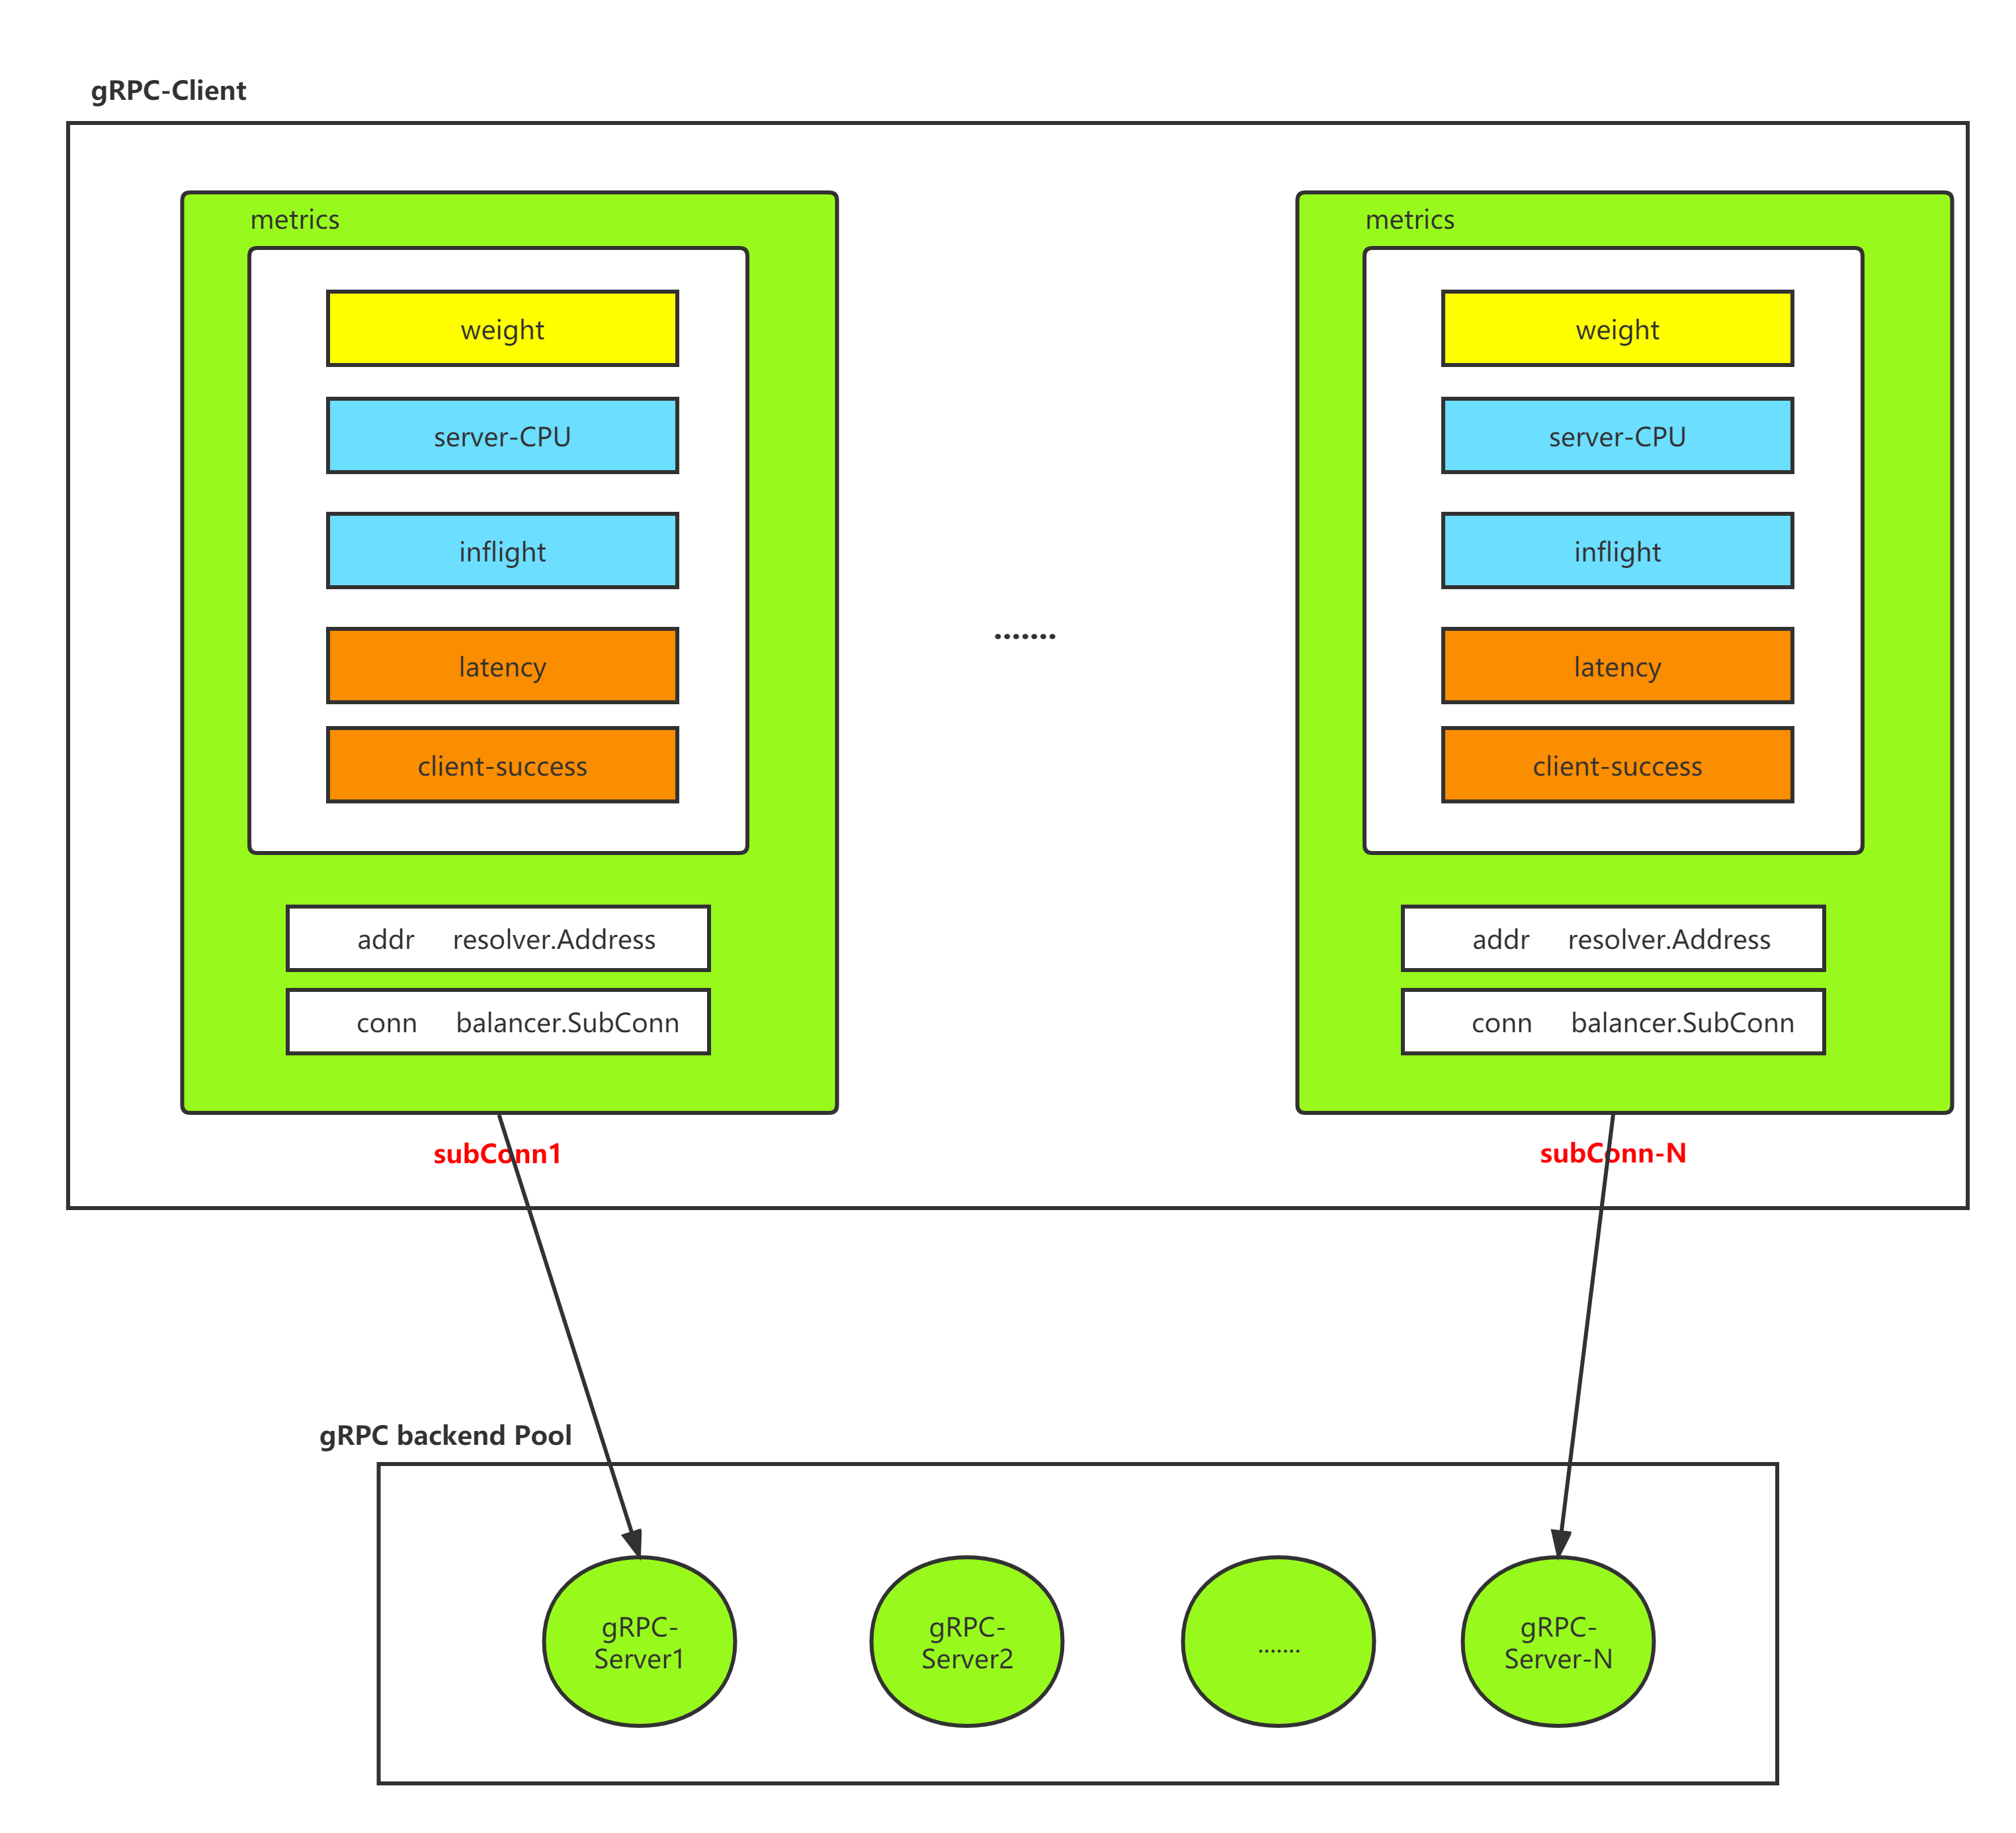 gRPC-Client
metrics
weight
server-CPU
inflight
latency
client-success
addr resolver.Address
conn balancer.SubConn
subConn1
.......
metrics
weight
server-CPU
inflight
latency
client-success
addr resolver.Address
conn balancer.SubConn
subConn-N
gRPC backend Pool
gRPC-
Server1
gRPC-
Server2
.......
gRPC-
Server-N